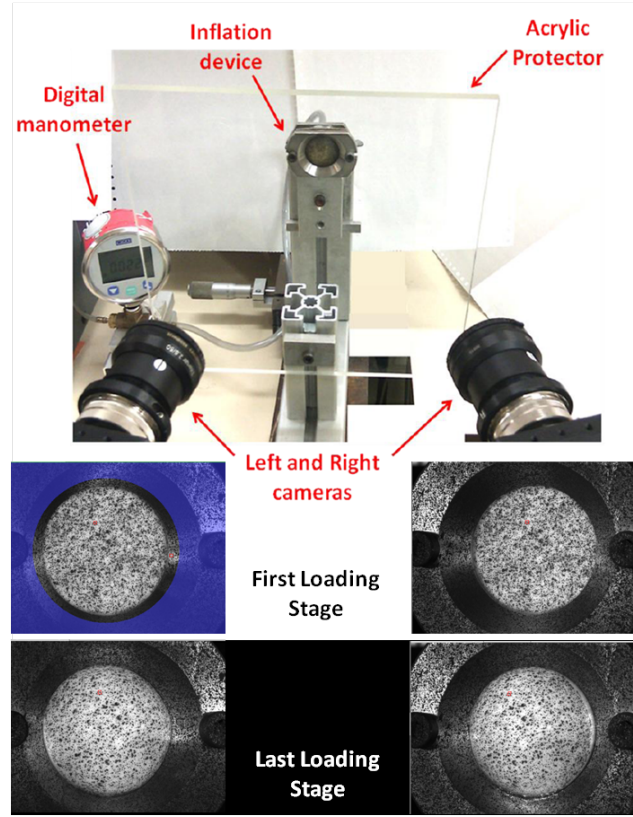 Inflation
device
Acrylic
Protector
Digital
manometer
Left and Right
cameras
First Loading
Stage
Last Loading
Stage